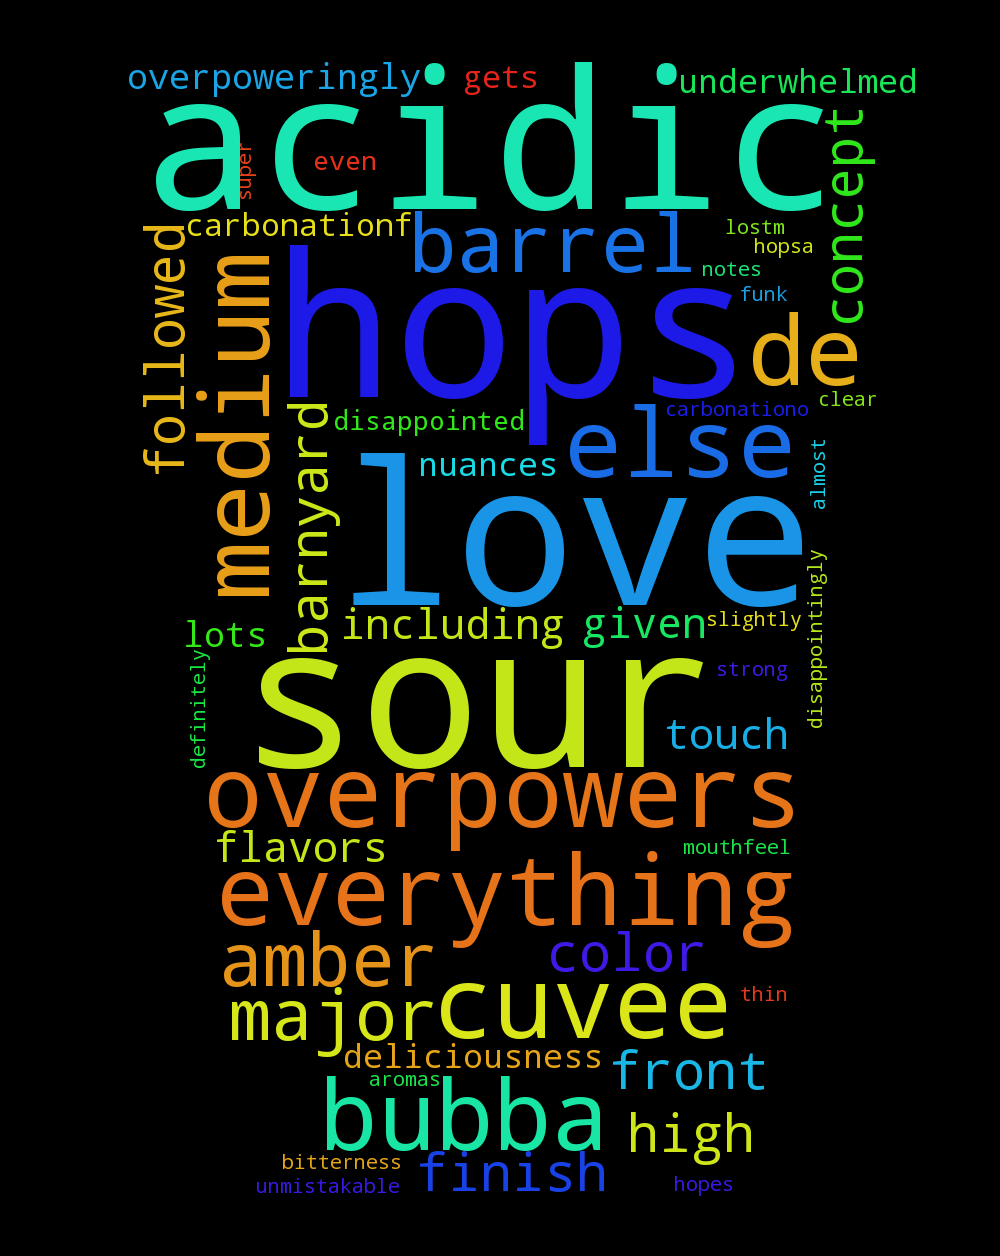 overpoweringly gets underwhelmed
acidic
super even
concept
carbonationf barrel lostm
hopsa
notes
followed medium hops funk
de
clear
barnyard disappointed carbonationo
else
nuances almost
love
including given slightly
disappointingly
lots
definitely sour strong
touch
overpowers
flavors mouthfeel
everything
amber color
major cuvee thin
deliciousness front
aromas
bubba high
bitterness finish
unmistakable hopes